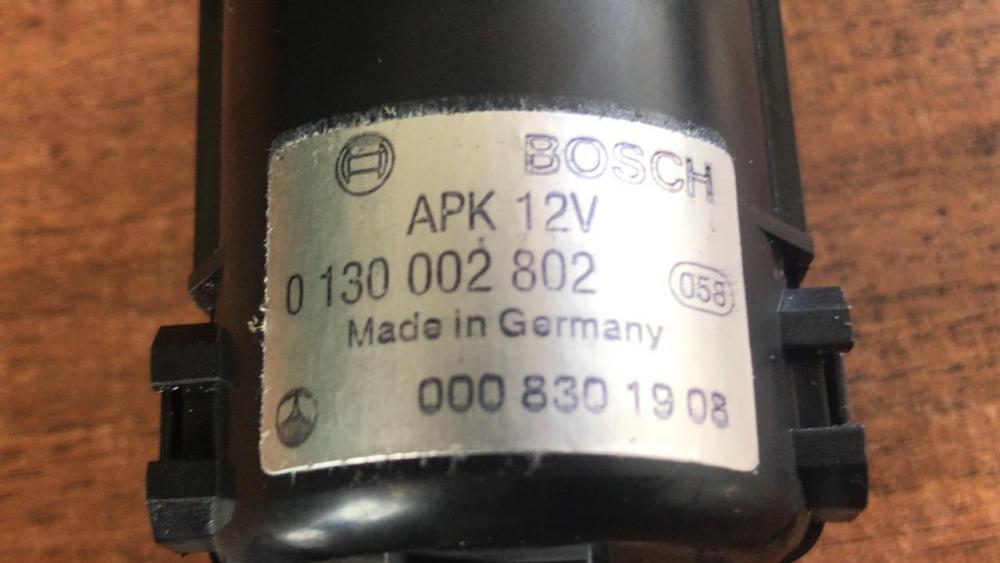 BOSCH
APK 12V
0 130 002 802
058
Made in Germany
000 830 19 08